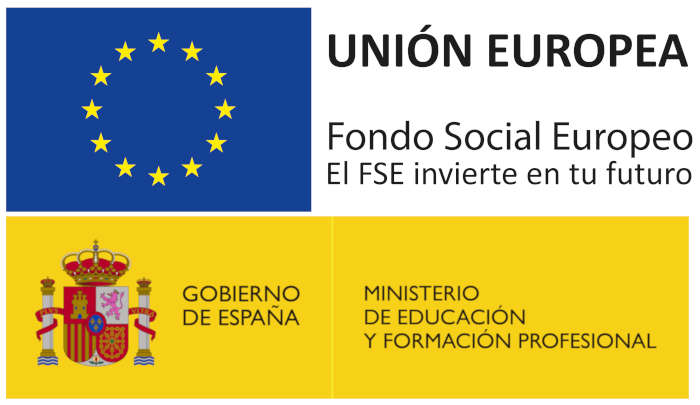 UNIÓN EUROPEA
Fondo Social Europeo
El FSE invierte en tu futuro
GOBIERNO
DE ESPAÑA
MINISTERIO
DE EDUCACIÓN
Y FORMACIÓN PROFESIONAL